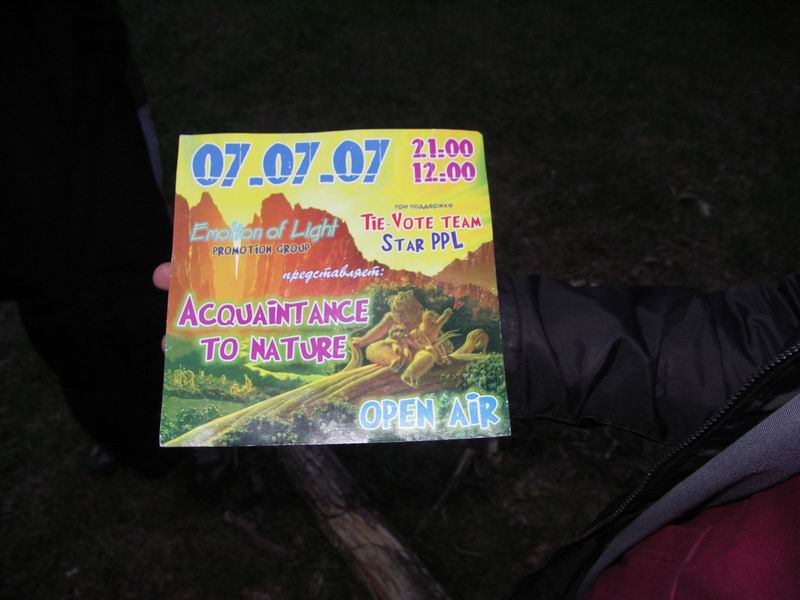 07.07.07
21:00
12:00
Emotion of Light
PROMOTION GROUP
при поддержке
TIE-VOTE TEAM
STAR PPL
представляет:
ACQUAINTANCE
TO NATURE
OPEN AIR